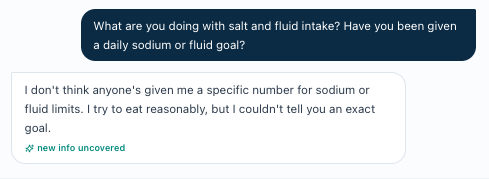 What are you doing with salt and fluid intake? Have you been given
a daily sodium or fluid goal?
I don't think anyone's given me a specific number for sodium or
fluid limits. I try to eat reasonably, but I couldn't tell you an exact
goal.
new info uncovered